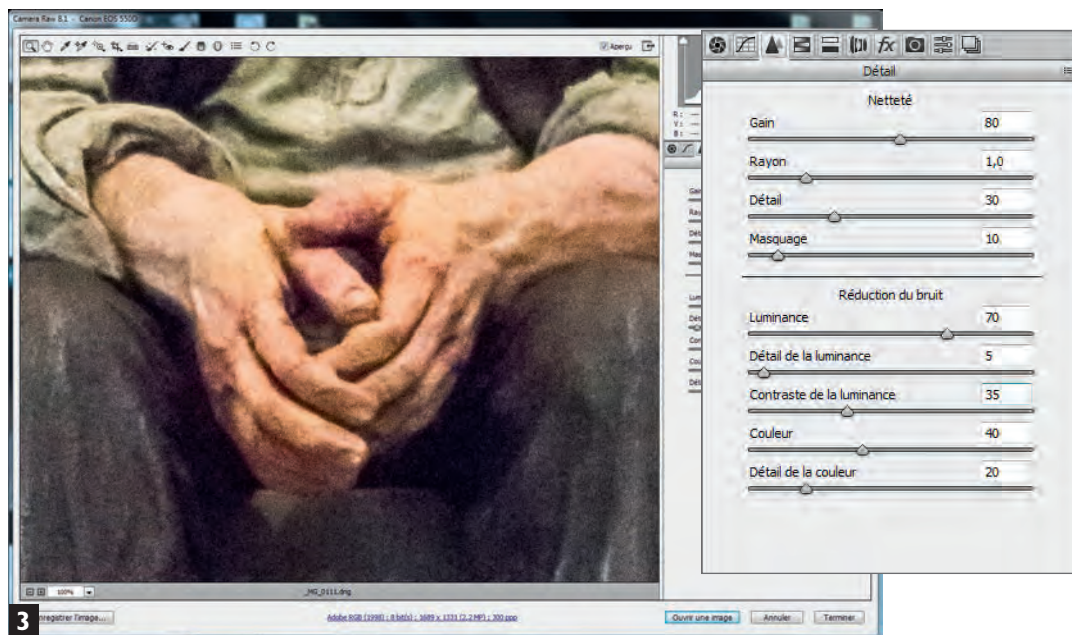 Camera Raw 8.1 - Canon EOS 550D
Aperçu
R : ---
V : ---
B : ---
Détail
Netteté
Gain 80
Rayon 1,0
Détail 30
Masquage 10
Réduction du bruit
Luminance 70
Détail de la luminance 5
Contraste de la luminance 35
Couleur 40
Détail de la couleur 20
100% _MG_0111.dng
3
Adobe RGB (1998) ; 8 bit(s) ; 1689 x 1331 (2,2 MP) ; 300 ppp
Ouvrir une image Annuler Terminer